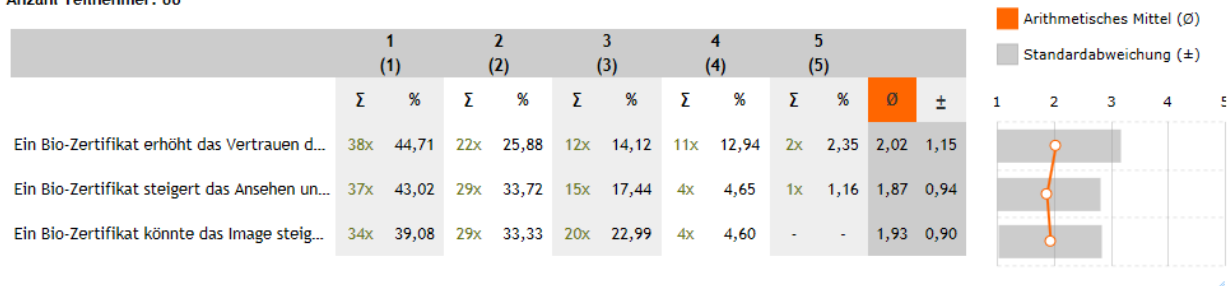 Arithmetisches Mittel (Ø)
Standardabweichung (±)
1 2 3 4 5
(1) (2) (3) (4) (5)
Σ % Σ % Σ % Σ % Σ % Ø ±
1 2 3 4 5
Ein Bio-Zertifikat erhöht das Vertrauen d... 38x 44,71 22x 25,88 12x 14,12 11x 12,94 2x 2,35 2,02 1,15
Ein Bio-Zertifikat steigert das Ansehen un... 37x 43,02 29x 33,72 15x 17,44 4x 4,65 1x 1,16 1,87 0,94
Ein Bio-Zertifikat könnte das Image steig... 34x 39,08 29x 33,33 20x 22,99 4x 4,60 - - 1,93 0,90